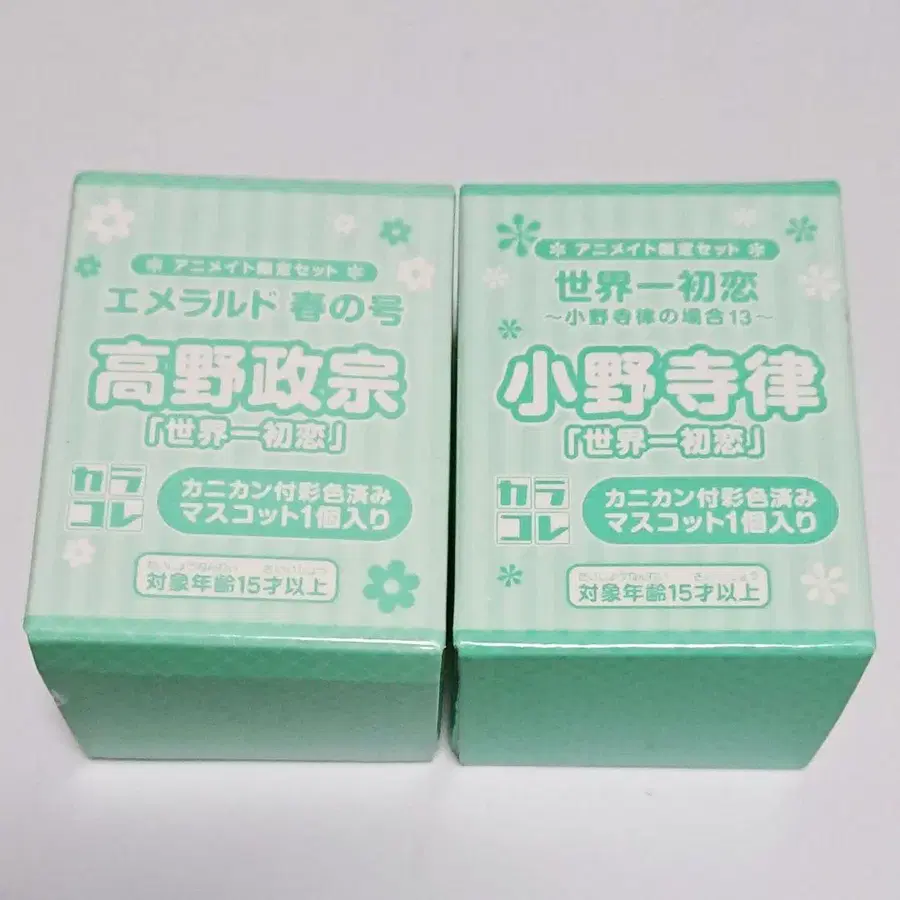 ✻ アニメイト限定セット ✻
エメラルド 春の号
高野政宗
「世界一初恋」
カラ
コレ
カニカン付彩色済み
マスコット1個入り
対象年齢15才以上
✻ アニメイト限定セット ✻
世界一初恋
~小野寺律の場合13~
小野寺律
「世界一初恋」
カラ
コレ
カニカン付彩色済み
マスコット1個入り
対象年齢15才以上